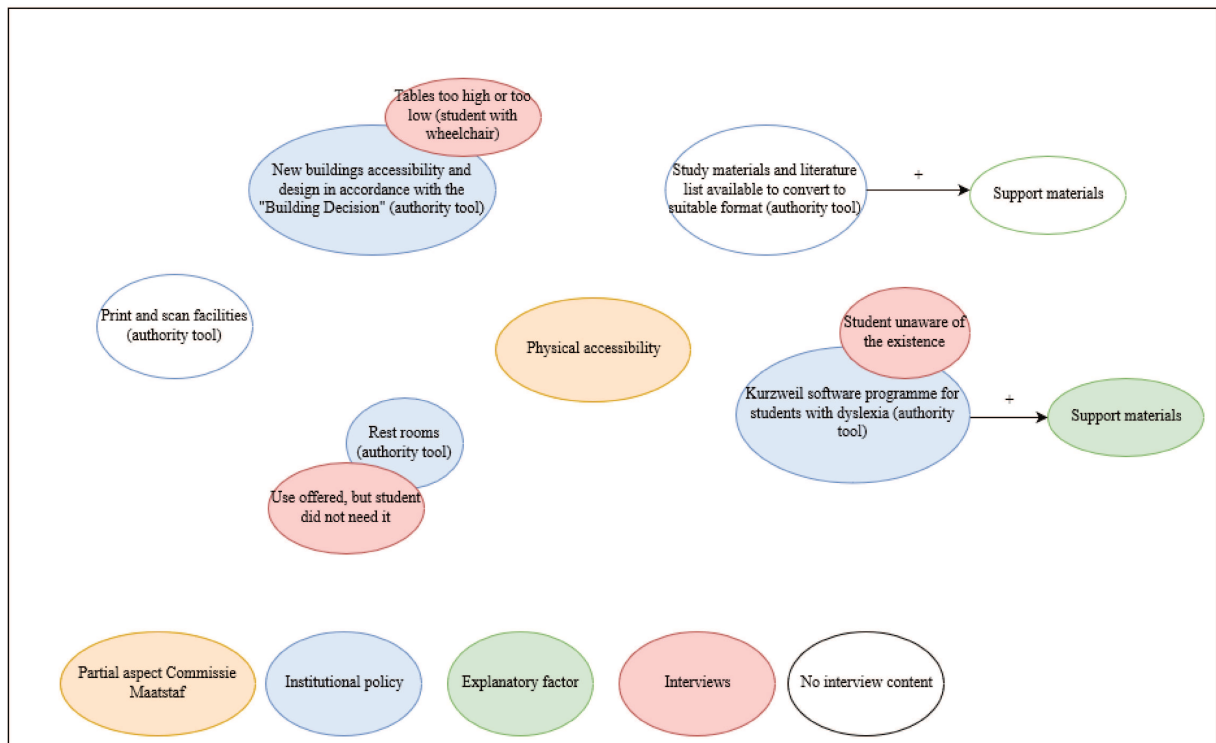 Tables too high or too
low (student with
wheelchair)
New buildings accessibility and
design in accordance with the
"Building Decision" (authority tool)
Study materials and literature
list available to convert to
suitable format (authority tool)
+
Support materials
Print and scan facilities
(authority tool)
Physical accessibility
Student unaware of
the existence
Kurzweil software programme for
students with dyslexia (authority
tool)
+
Support materials
Rest rooms
(authority tool)
Use offered, but student
did not need it
Partial aspect Commissie
Maatstaf
Institutional policy
Explanatory factor
Interviews
No interview content